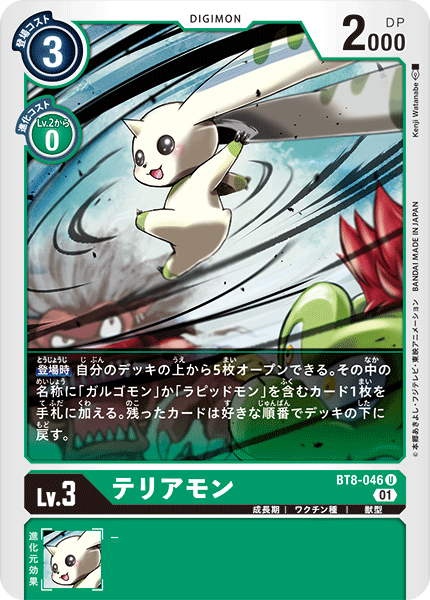 DIGIMON
登場コスト
3
DP
2000
進化コスト
Lv.2から
0
Kenji Watanabe
BANDAI MADE IN JAPAN
©本郷あきよし・フジテレビ・東映アニメーション
登場時 自分のデッキの上から5枚オープンできる。その中の
名称に「ガルゴモン」か「ラピッドモン」を含むカード1枚を
手札に加える。残ったカードは好きな順番でデッキの下に
戻す。
BT8-046 U
01
Lv.3
テリアモン
成長期 | ワクチン種 | 獣型
進化元効果
–